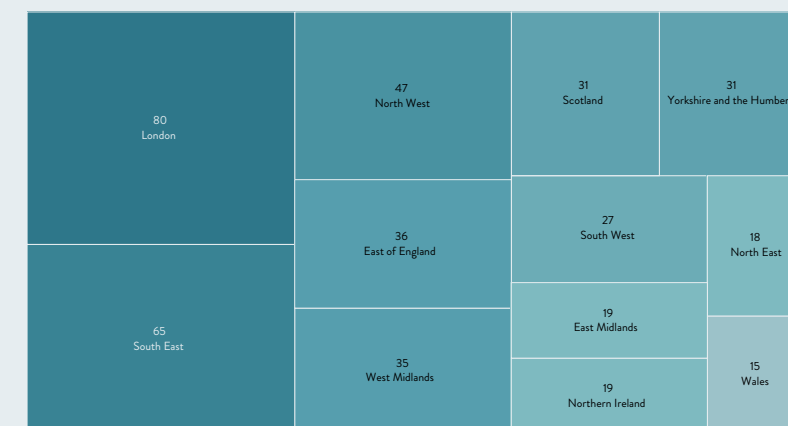 80
London
65
South East
47
North West
36
East of England
35
West Midlands
31
Scotland
31
Yorkshire and the Humber
27
South West
19
East Midlands
19
Northern Ireland
18
North East
15
Wales